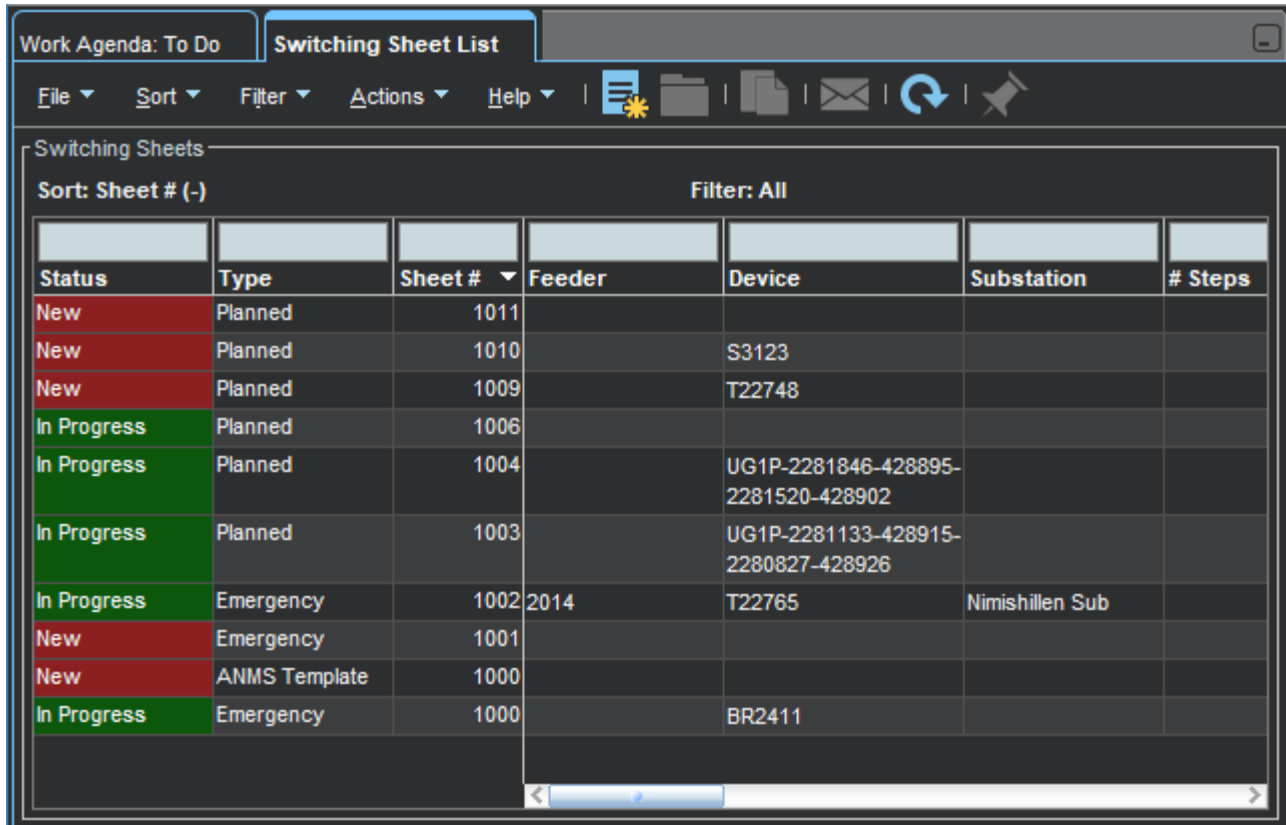 Work Agenda: To Do Switching Sheet List
File Sort Filter Actions Help
Switching Sheets
Sort: Sheet # (-) Filter: All
Status Type Sheet # Feeder Device Substation # Steps
New Planned 1011
New Planned 1010 S3123
New Planned 1009 T22748
In Progress Planned 1006
In Progress Planned 1004 UG1P-2281846-428895-
2281520-428902
In Progress Planned 1003 UG1P-2281133-428915-
2280827-428926
In Progress Emergency 1002 2014 T22765 Nimishillen Sub
New Emergency 1001
New ANMS Template 1000
In Progress Emergency 1000 BR2411